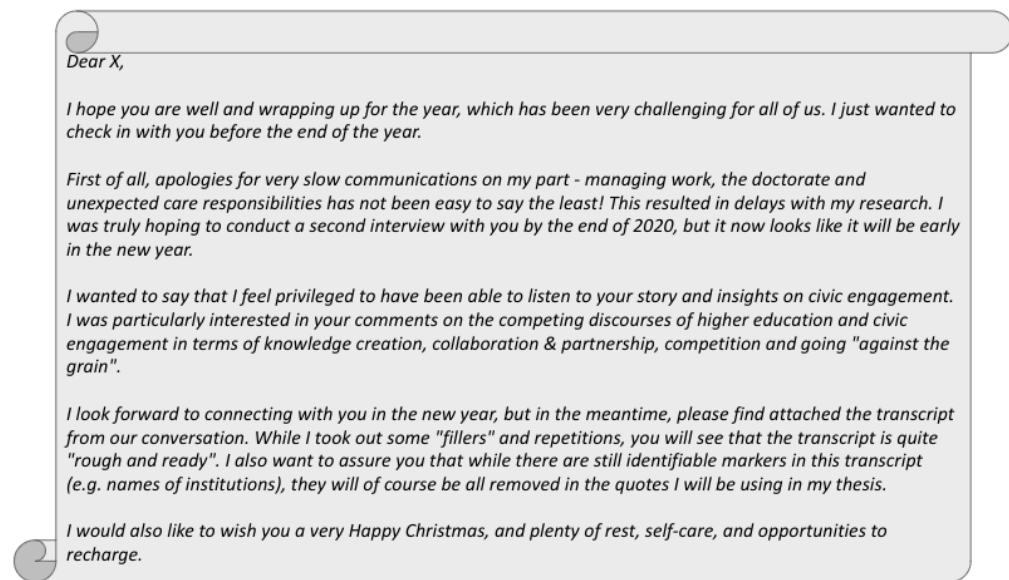 Dear X,
I hope you are well and wrapping up for the year, which has been very challenging for all of us. I just wanted to
check in with you before the end of the year.
First of all, apologies for very slow communications on my part - managing work, the doctorate and
unexpected care responsibilities has not been easy to say the least! This resulted in delays with my research. I
was truly hoping to conduct a second interview with you by the end of 2020, but it now looks like it will be early
in the new year.
I wanted to say that I feel privileged to have been able to listen to your story and insights on civic engagement.
I was particularly interested in your comments on the competing discourses of higher education and civic
engagement in terms of knowledge creation, collaboration & partnership, competition and going "against the
grain".
I look forward to connecting with you in the new year, but in the meantime, please find attached the transcript
from our conversation. While I took out some "fillers" and repetitions, you will see that the transcript is quite
"rough and ready". I also want to assure you that while there are still identifiable markers in this transcript
(e.g. names of institutions), they will of course be all removed in the quotes I will be using in my thesis.
I would also like to wish you a very Happy Christmas, and plenty of rest, self-care, and opportunities to
recharge.